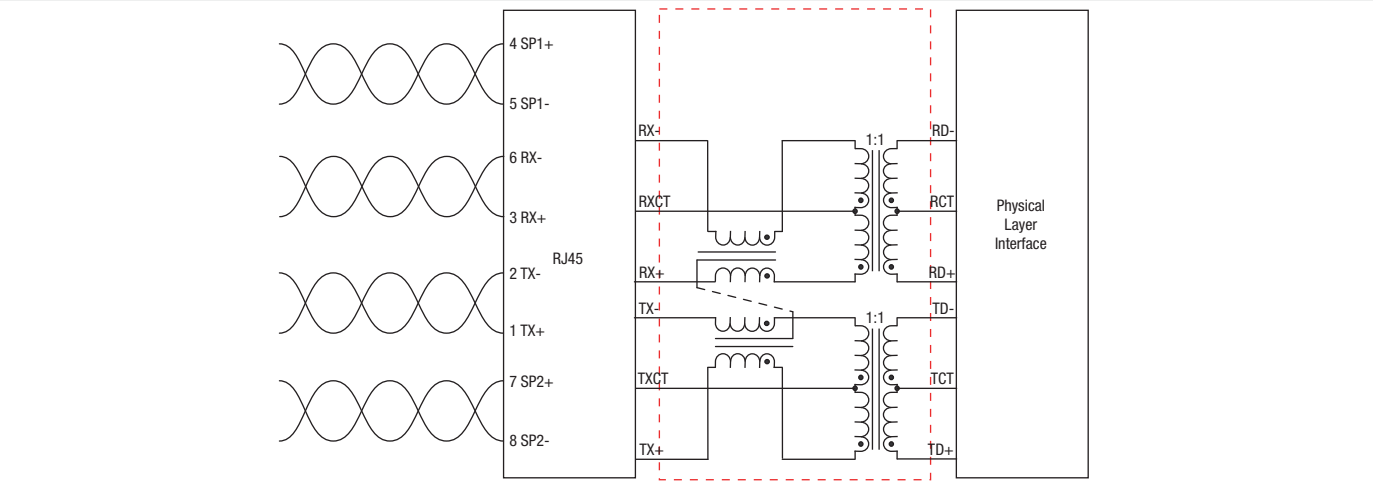 4 SP1+
5 SP1-
6 RX-
3 RX+
2 TX-
1 TX+
7 SP2+
8 SP2-
RJ45
RX-
RXCT
RX+
TX-
TXCT
TX+
1:1
1:1
RD-
RCT
RD+
TD-
TCT
TD+
Physical
Layer
Interface